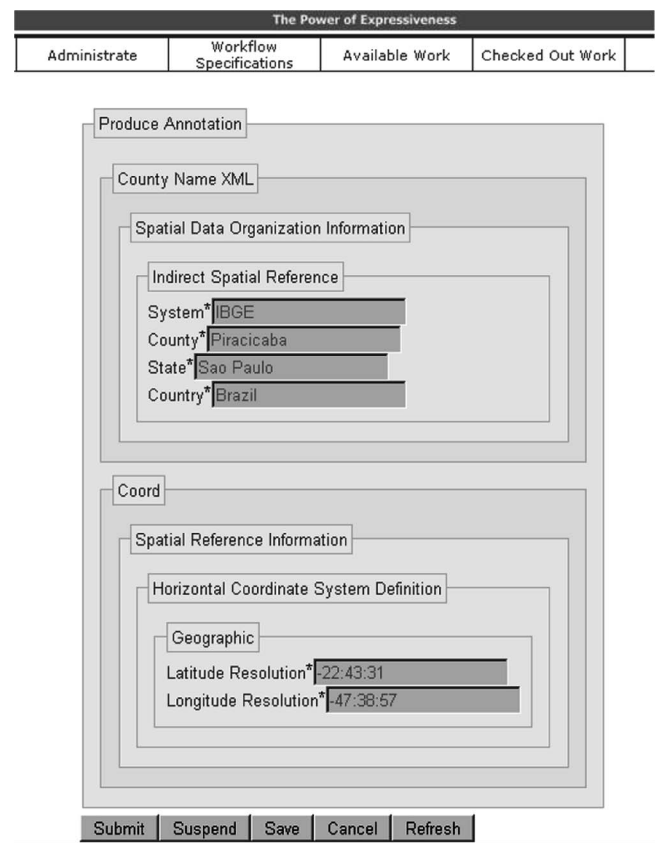 The Power of Expressiveness
Administrate
Workflow
Specifications
Available Work
Checked Out Work
Produce Annotation
County Name XML
Spatial Data Organization Information
Indirect Spatial Reference
System* IBGE
County* Piracicaba
State* Sao Paulo
Country* Brazil
Coord
Spatial Reference Information
Horizontal Coordinate System Definition
Geographic
Latitude Resolution* -22:43:31
Longitude Resolution* -47:38:57
Submit Suspend Save Cancel Refresh